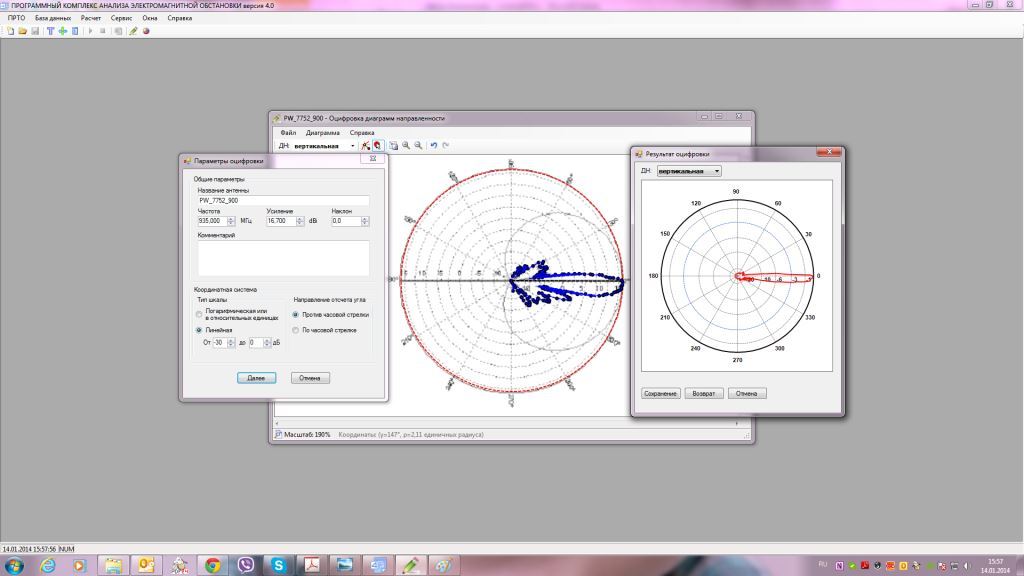 ПРОГРАММНЫЙ КОМПЛЕКС АНАЛИЗА ЭЛЕКТРОМАГНИТНОЙ ОБСТАНОВКИ версия 4.0
ПРТО База данных Расчет Сервис Окна Справка
PW_7752_900 - Оцифровка диаграмм направленности
Файл Диаграмма Справка
ДН: вертикальная
Параметры оцифровки
Общие параметры
Название антенны
PW_7752_900
Частота Усиление Наклон
935,000 МГц 16,700 dBi 0,0
Комментарий
Координатная система
Тип шкалы Направление отсчета угла
Логарифмическая или
в относительных единицах
Против часовой стрелки
Линейная По часовой стрелке
От -30 до 0 дБ
Далее Отмена
Масштаб: 190% Координаты: (γ=147°, ρ=2,11 единичных радиуса)
Результат оцифровки
ДН: вертикальная
90
120 60
150 30
180 -10 -6 -3 0
210 330
240 300
270
Сохранение Возврат Отмена
14.01.2014 15:57:56 NUM
RU
15:57
14.01.2014